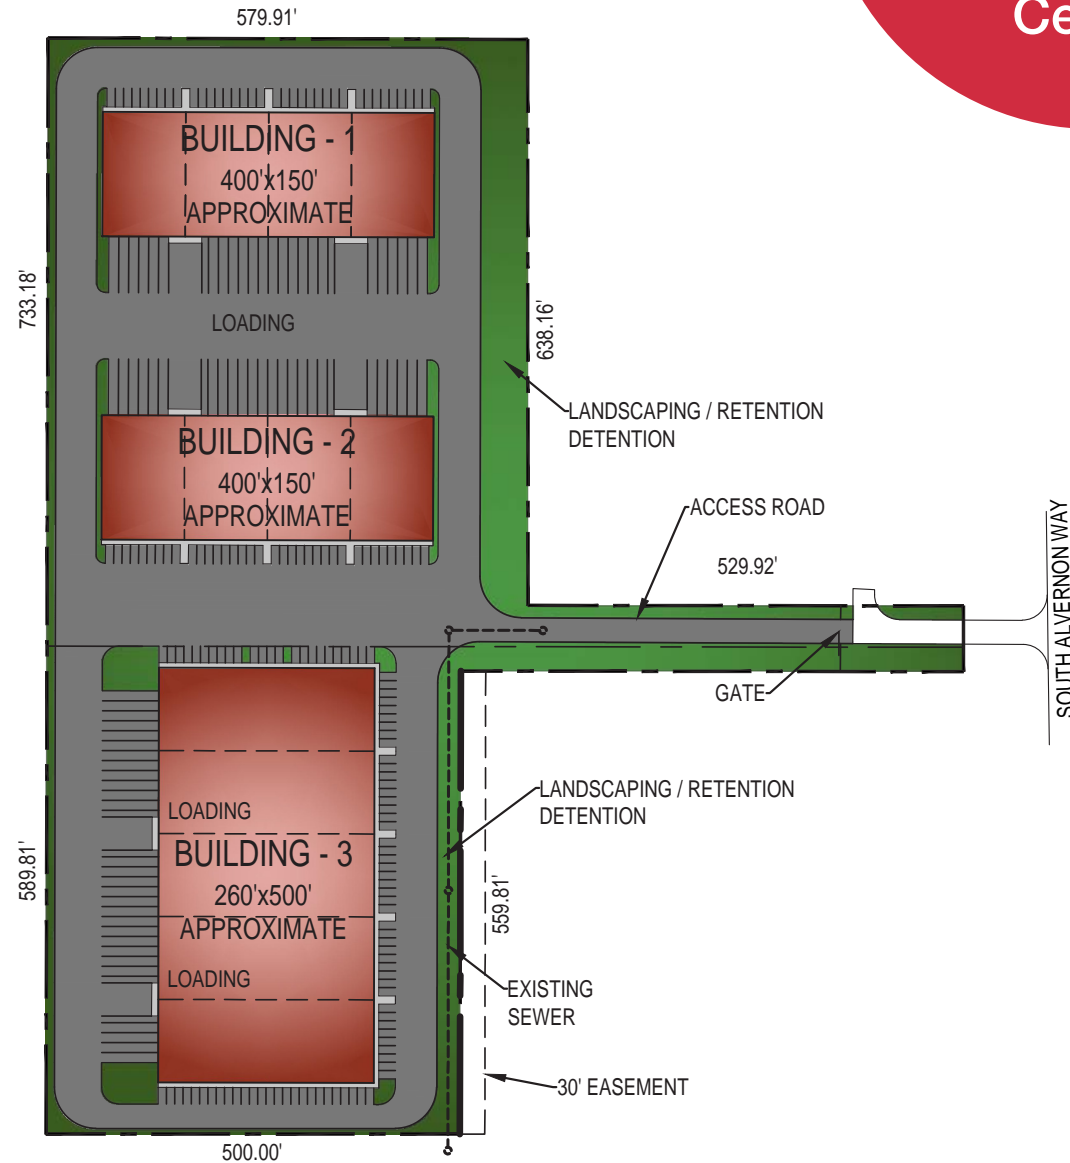 579.91'
Ce
BUILDING - 1
400'x150'
APPROXIMATE
733.18'
LOADING
638.16'
LANDSCAPING / RETENTION
DETENTION
BUILDING - 2
400'x150'
APPROXIMATE
ACCESS ROAD
529.92'
SOUTH ALVERNON WAY
GATE
LANDSCAPING / RETENTION
DETENTION
LOADING
BUILDING - 3
260'x500'
APPROXIMATE
589.81'
559.81'
LOADING
EXISTING
SEWER
30' EASEMENT
500.00'